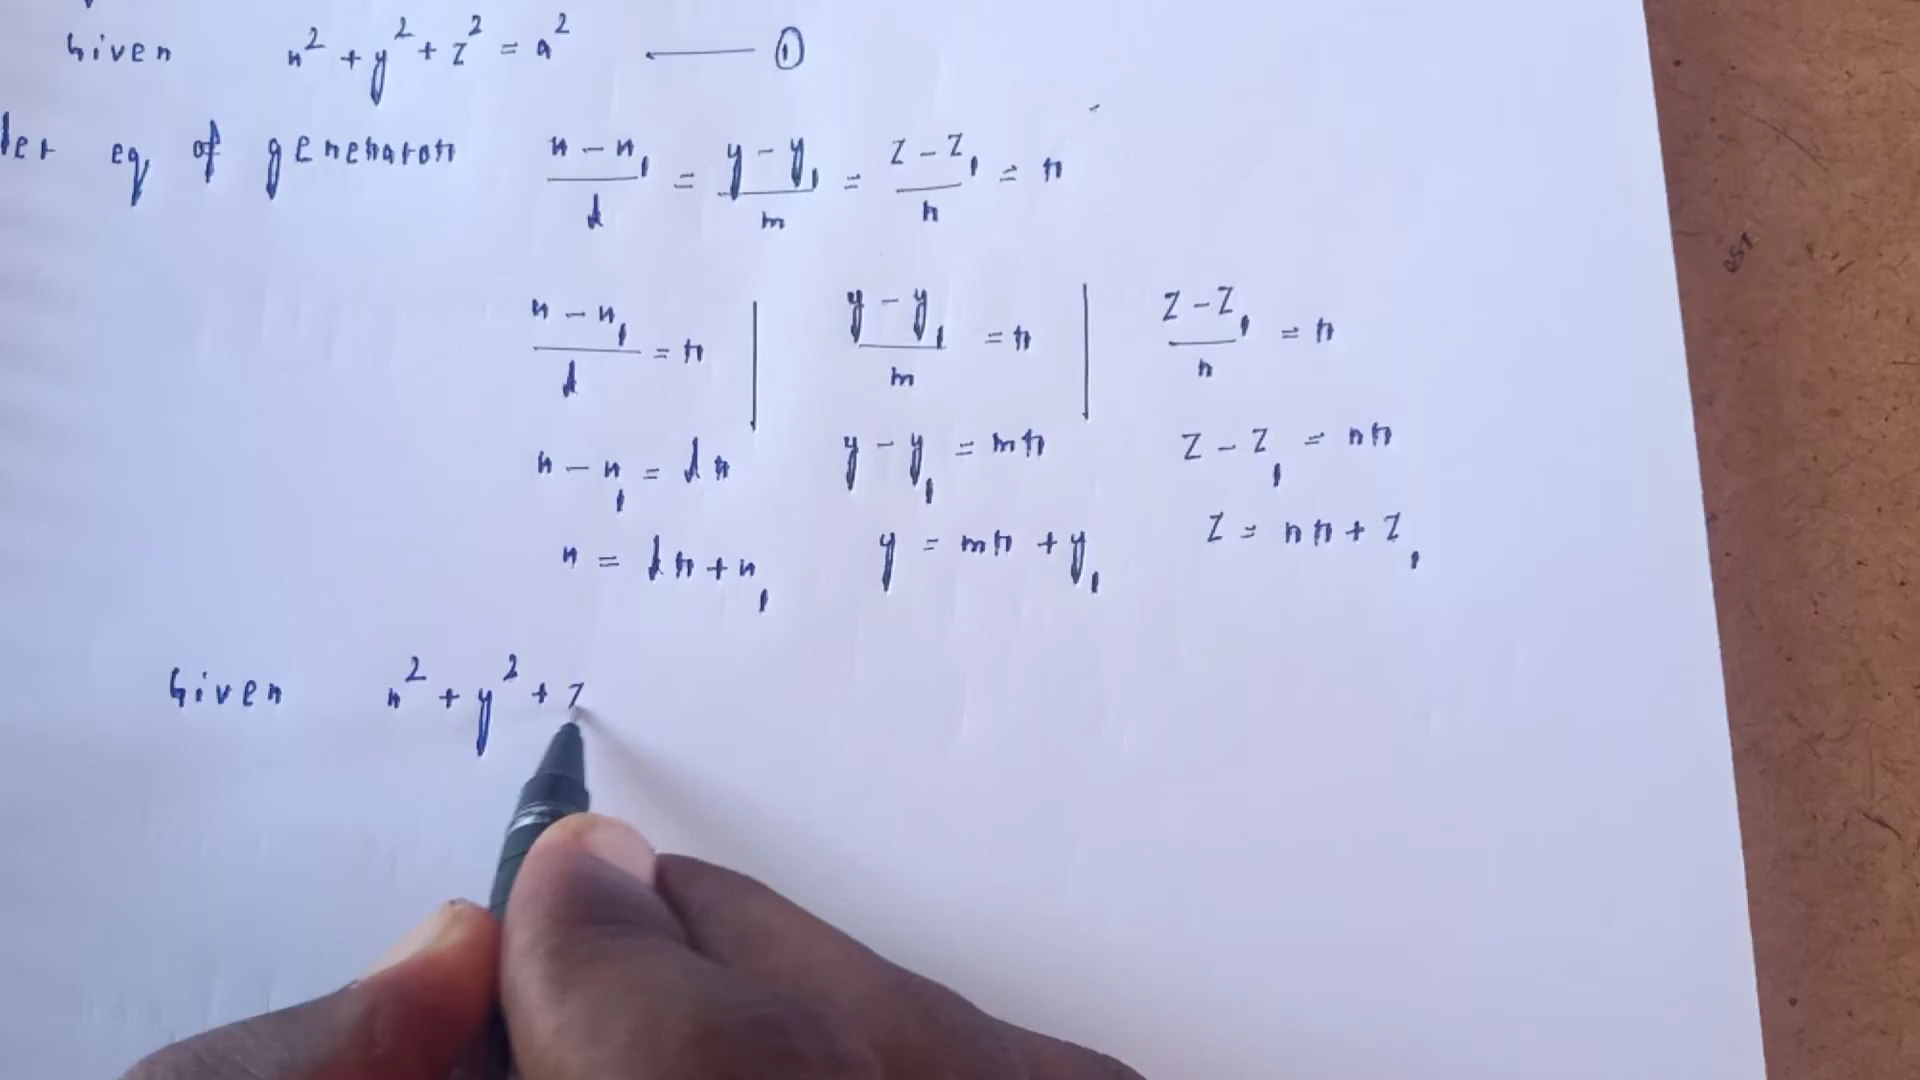 Given x² + y² + z² = a² ①
let eq of generator x - x₁ / l = y - y₁ / m = z - z₁ / n = r
x - x₁ / l = r | y - y₁ / m = r | z - z₁ / n = r
x - x₁ = lr y - y₁ = mr z - z₁ = nr
x = lr + x₁ y = mr + y₁ z = nr + z₁
Given x² + y² + z